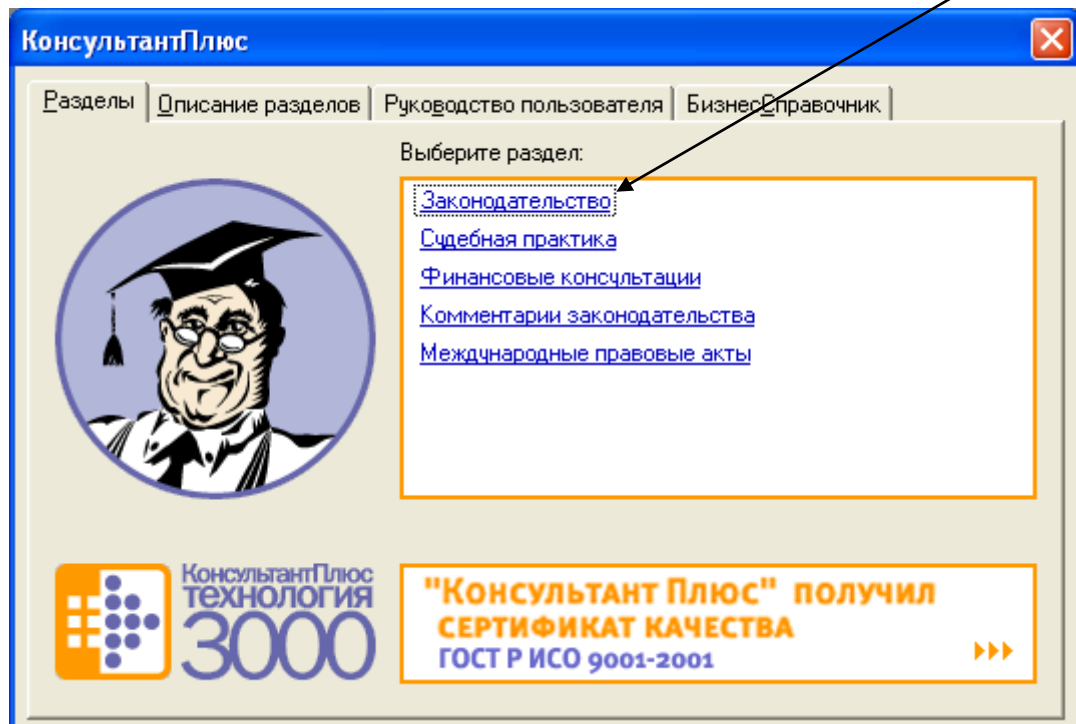 КонсультантПлюс
Разделы Описание разделов Руководство пользователя БизнесСправочник
Выберите раздел:
Законодательство
Судебная практика
Финансовые консультации
Комментарии законодательства
Международные правовые акты
КонсультантПлюс
ТЕХНОЛОГИЯ
3000
"КОНСУЛЬТАНТ ПЛЮС" ПОЛУЧИЛ
СЕРТИФИКАТ КАЧЕСТВА
ГОСТ Р ИСО 9001-2001